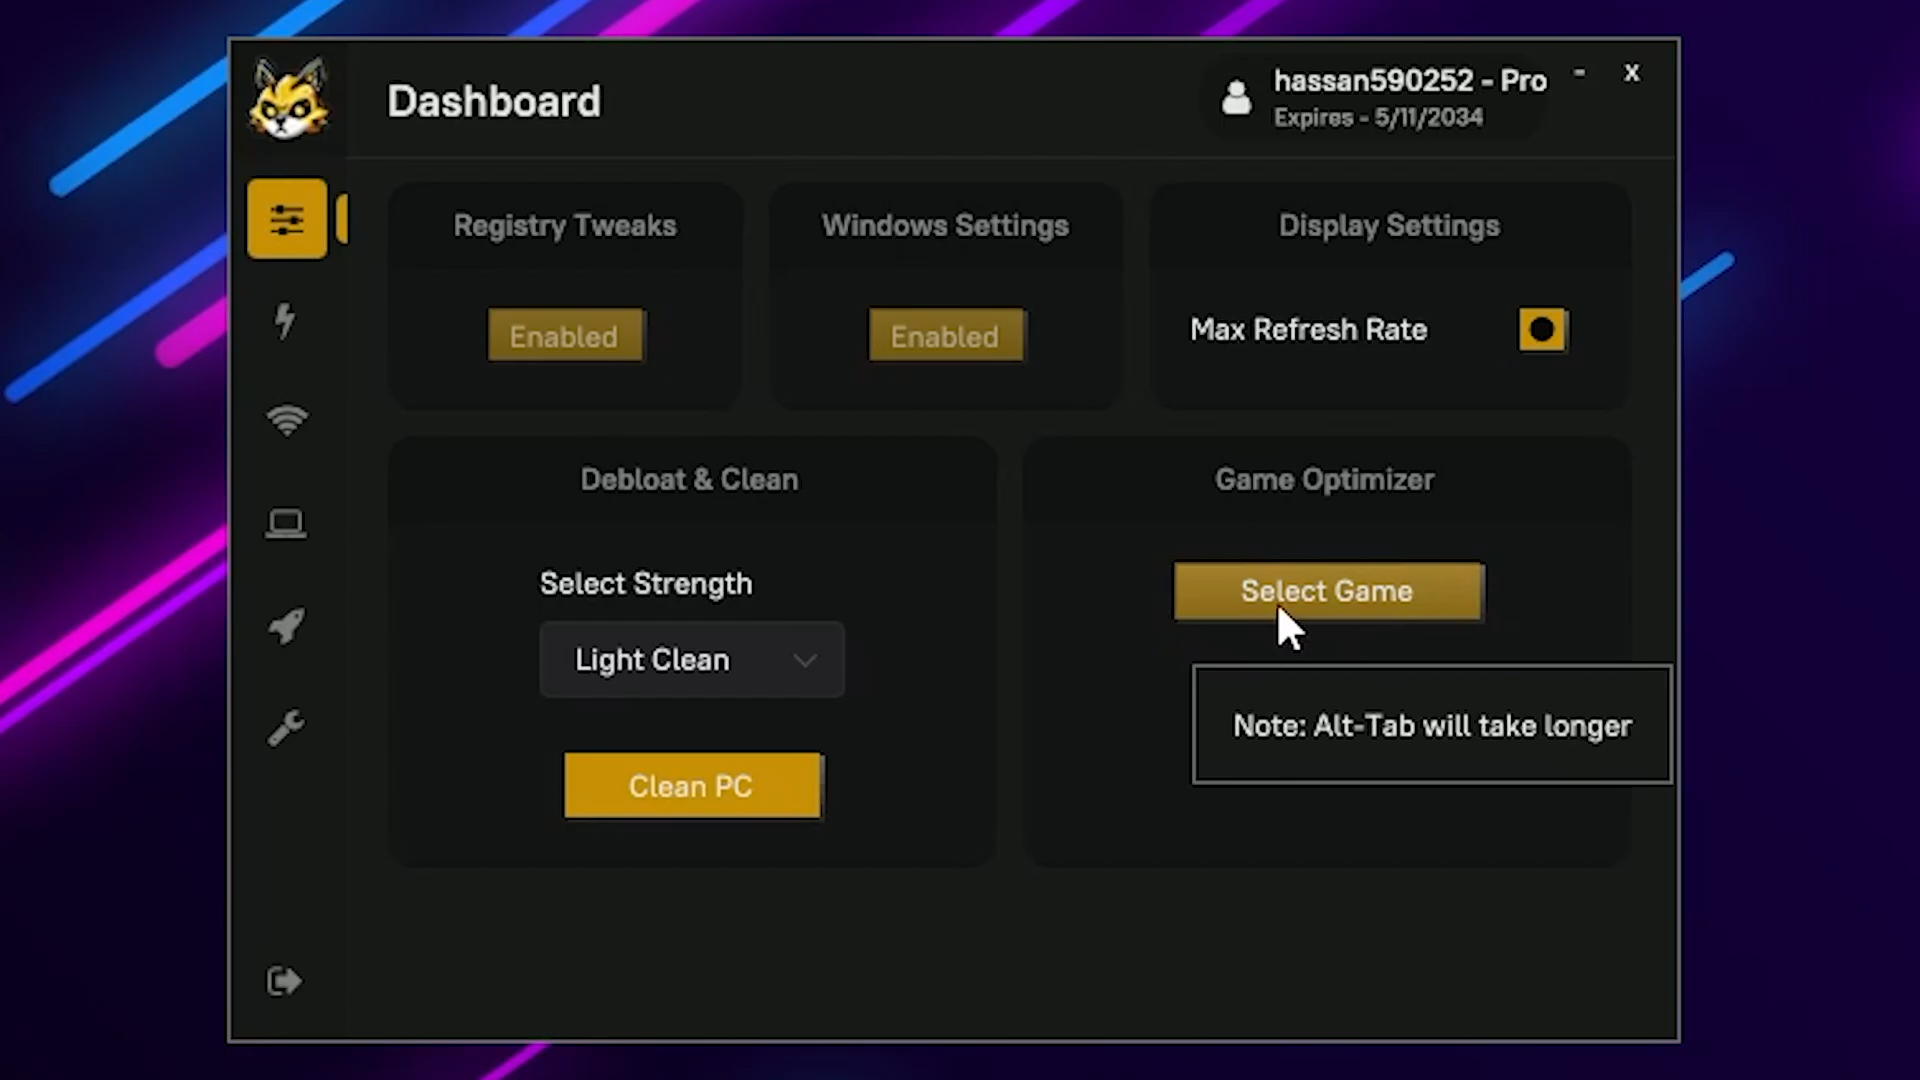 Dashboard
hassan590252 - Pro
Expires - 5/11/2034
- x
Registry Tweaks
Enabled
Windows Settings
Enabled
Display Settings
Max Refresh Rate
Debloat & Clean
Select Strength
Light Clean
Clean PC
Game Optimizer
Select Game
Note: Alt-Tab will take longer